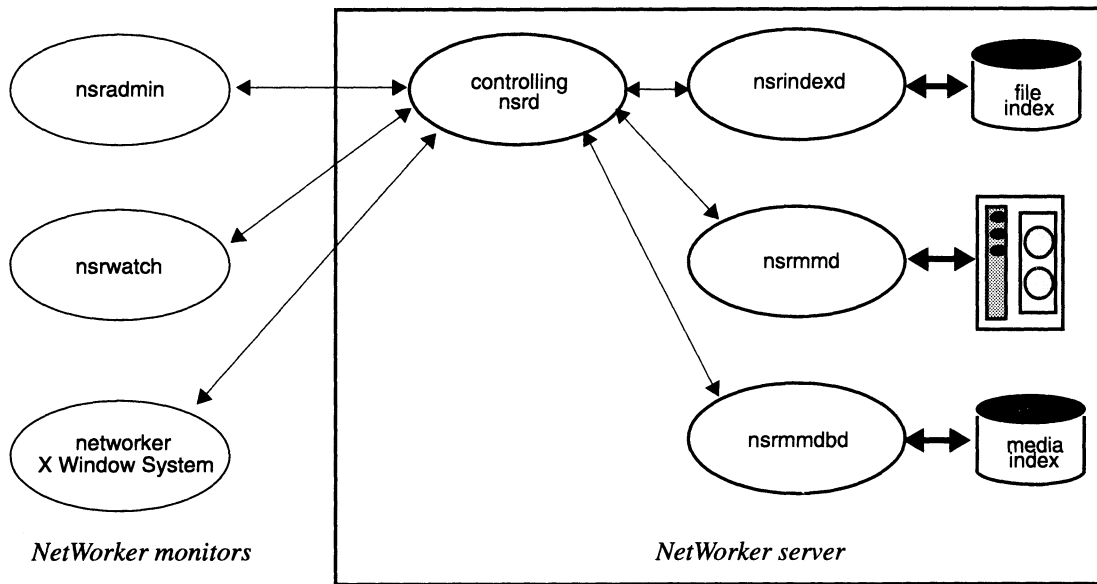 nsradmin
controlling
nsrd
nsrindexd
file
index
nsrwatch
nsrmmd
networker
X Window System
nsrmmdbd
media
index
NetWorker monitors
NetWorker server